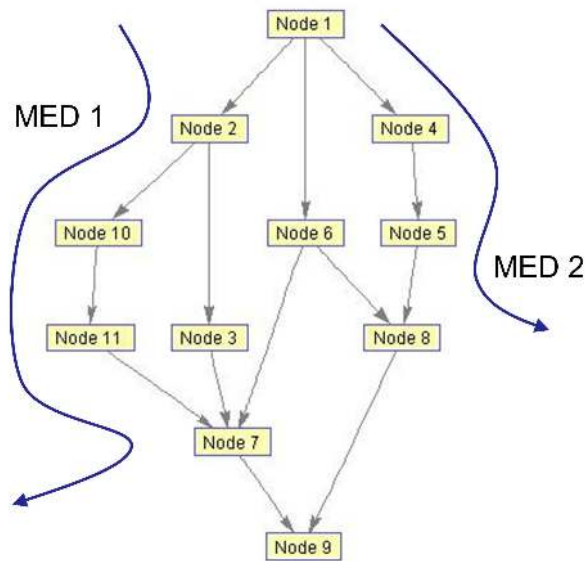 Node 1
MED 1
Node 2
Node 4
Node 10
Node 6
Node 5
MED 2
Node 11
Node 3
Node 8
Node 7
Node 9